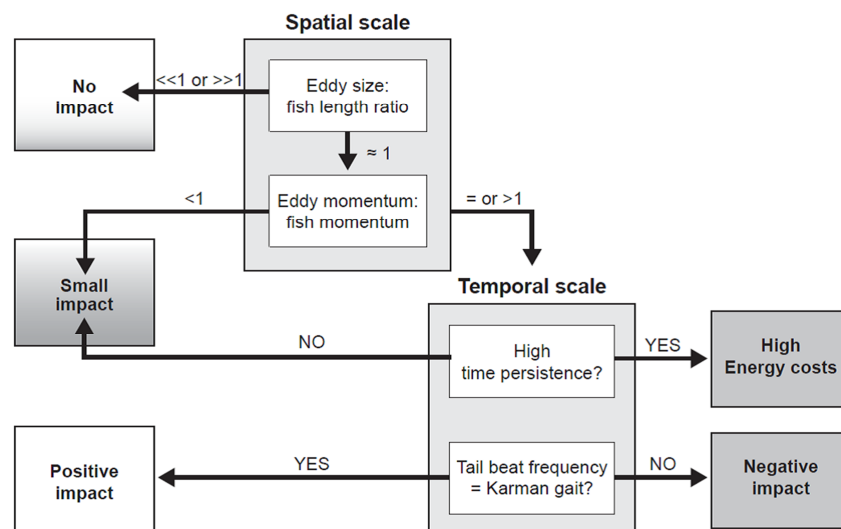 Spatial scale
No
Impact
<<1 or >>1
Eddy size:
fish length ratio
≈ 1
<1
Eddy momentum:
fish momentum
= or >1
Small
impact
Temporal scale
NO
High
time persistence?
YES
High
Energy costs
Positive
impact
YES
Tail beat frequency
= Karman gait?
NO
Negative
impact